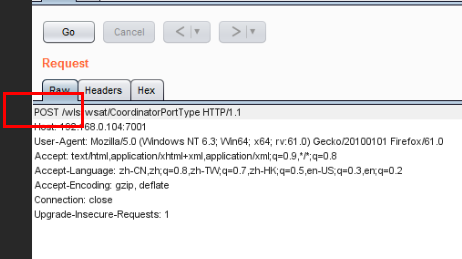 Go Cancel < | ▼ > | ▼
Request
Raw Headers Hex
POST /wls-wsat/CoordinatorPortType HTTP/1.1
Host: 192.168.0.104:7001
User-Agent: Mozilla/5.0 (Windows NT 6.3; Win64; x64; rv:61.0) Gecko/20100101 Firefox/61.0
Accept: text/html,application/xhtml+xml,application/xml;q=0.9,*/*;q=0.8
Accept-Language: zh-CN,zh;q=0.8,zh-TW;q=0.7,zh-HK;q=0.5,en-US;q=0.3,en;q=0.2
Accept-Encoding: gzip, deflate
Connection: close
Upgrade-Insecure-Requests: 1